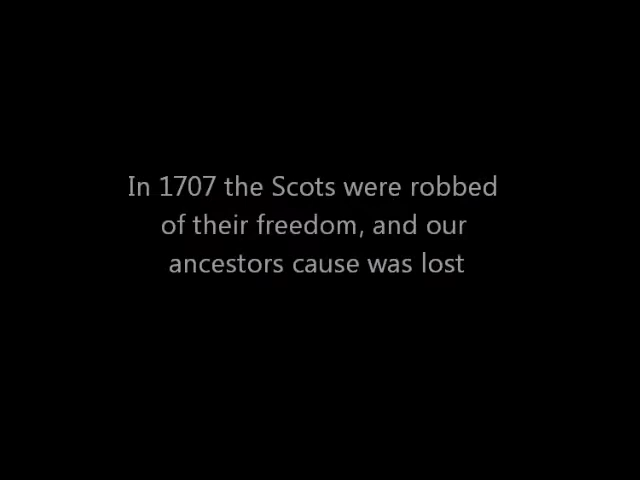 In 1707 the Scots were robbed
of their freedom, and our
ancestors cause was lost